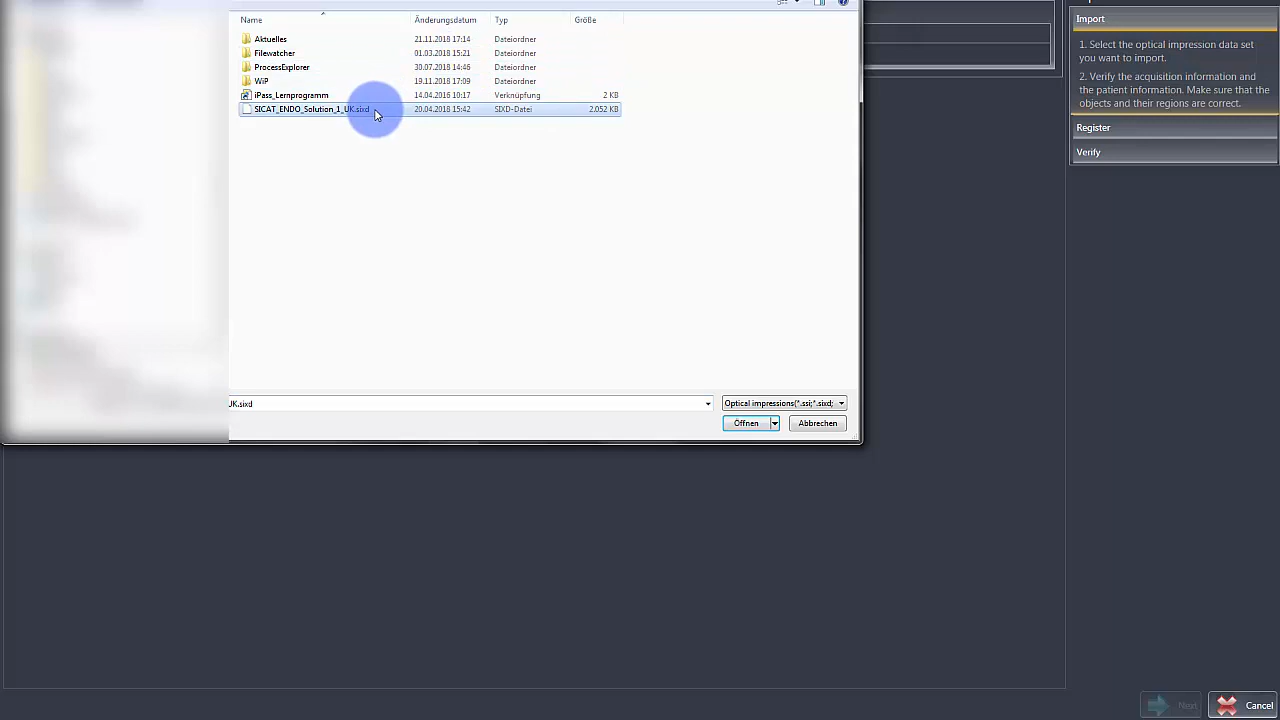 Name Änderungsdatum Typ Größe
Aktuelles 21.11.2018 17:14 Dateiordner
Filewatcher 01.03.2018 15:21 Dateiordner
ProcessExplorer 30.07.2018 14:46 Dateiordner
WiP 19.11.2018 17:09 Dateiordner
iPass_Lernprogramm 14.04.2016 10:17 Verknüpfung 2 KB
SICAT_ENDO_Solution_1_UK.sixd 20.04.2018 15:42 SIXD-Datei 2.052 KB
UK.sixd
Optical impressions(*.ssi;*.sixd;
Öffnen
Abbrechen
Import
1. Select the optical impression data set
you want to import.
2. Verify the acquisition information and
the patient information. Make sure that the
objects and their regions are correct.
Register
Verify
Next
Cancel